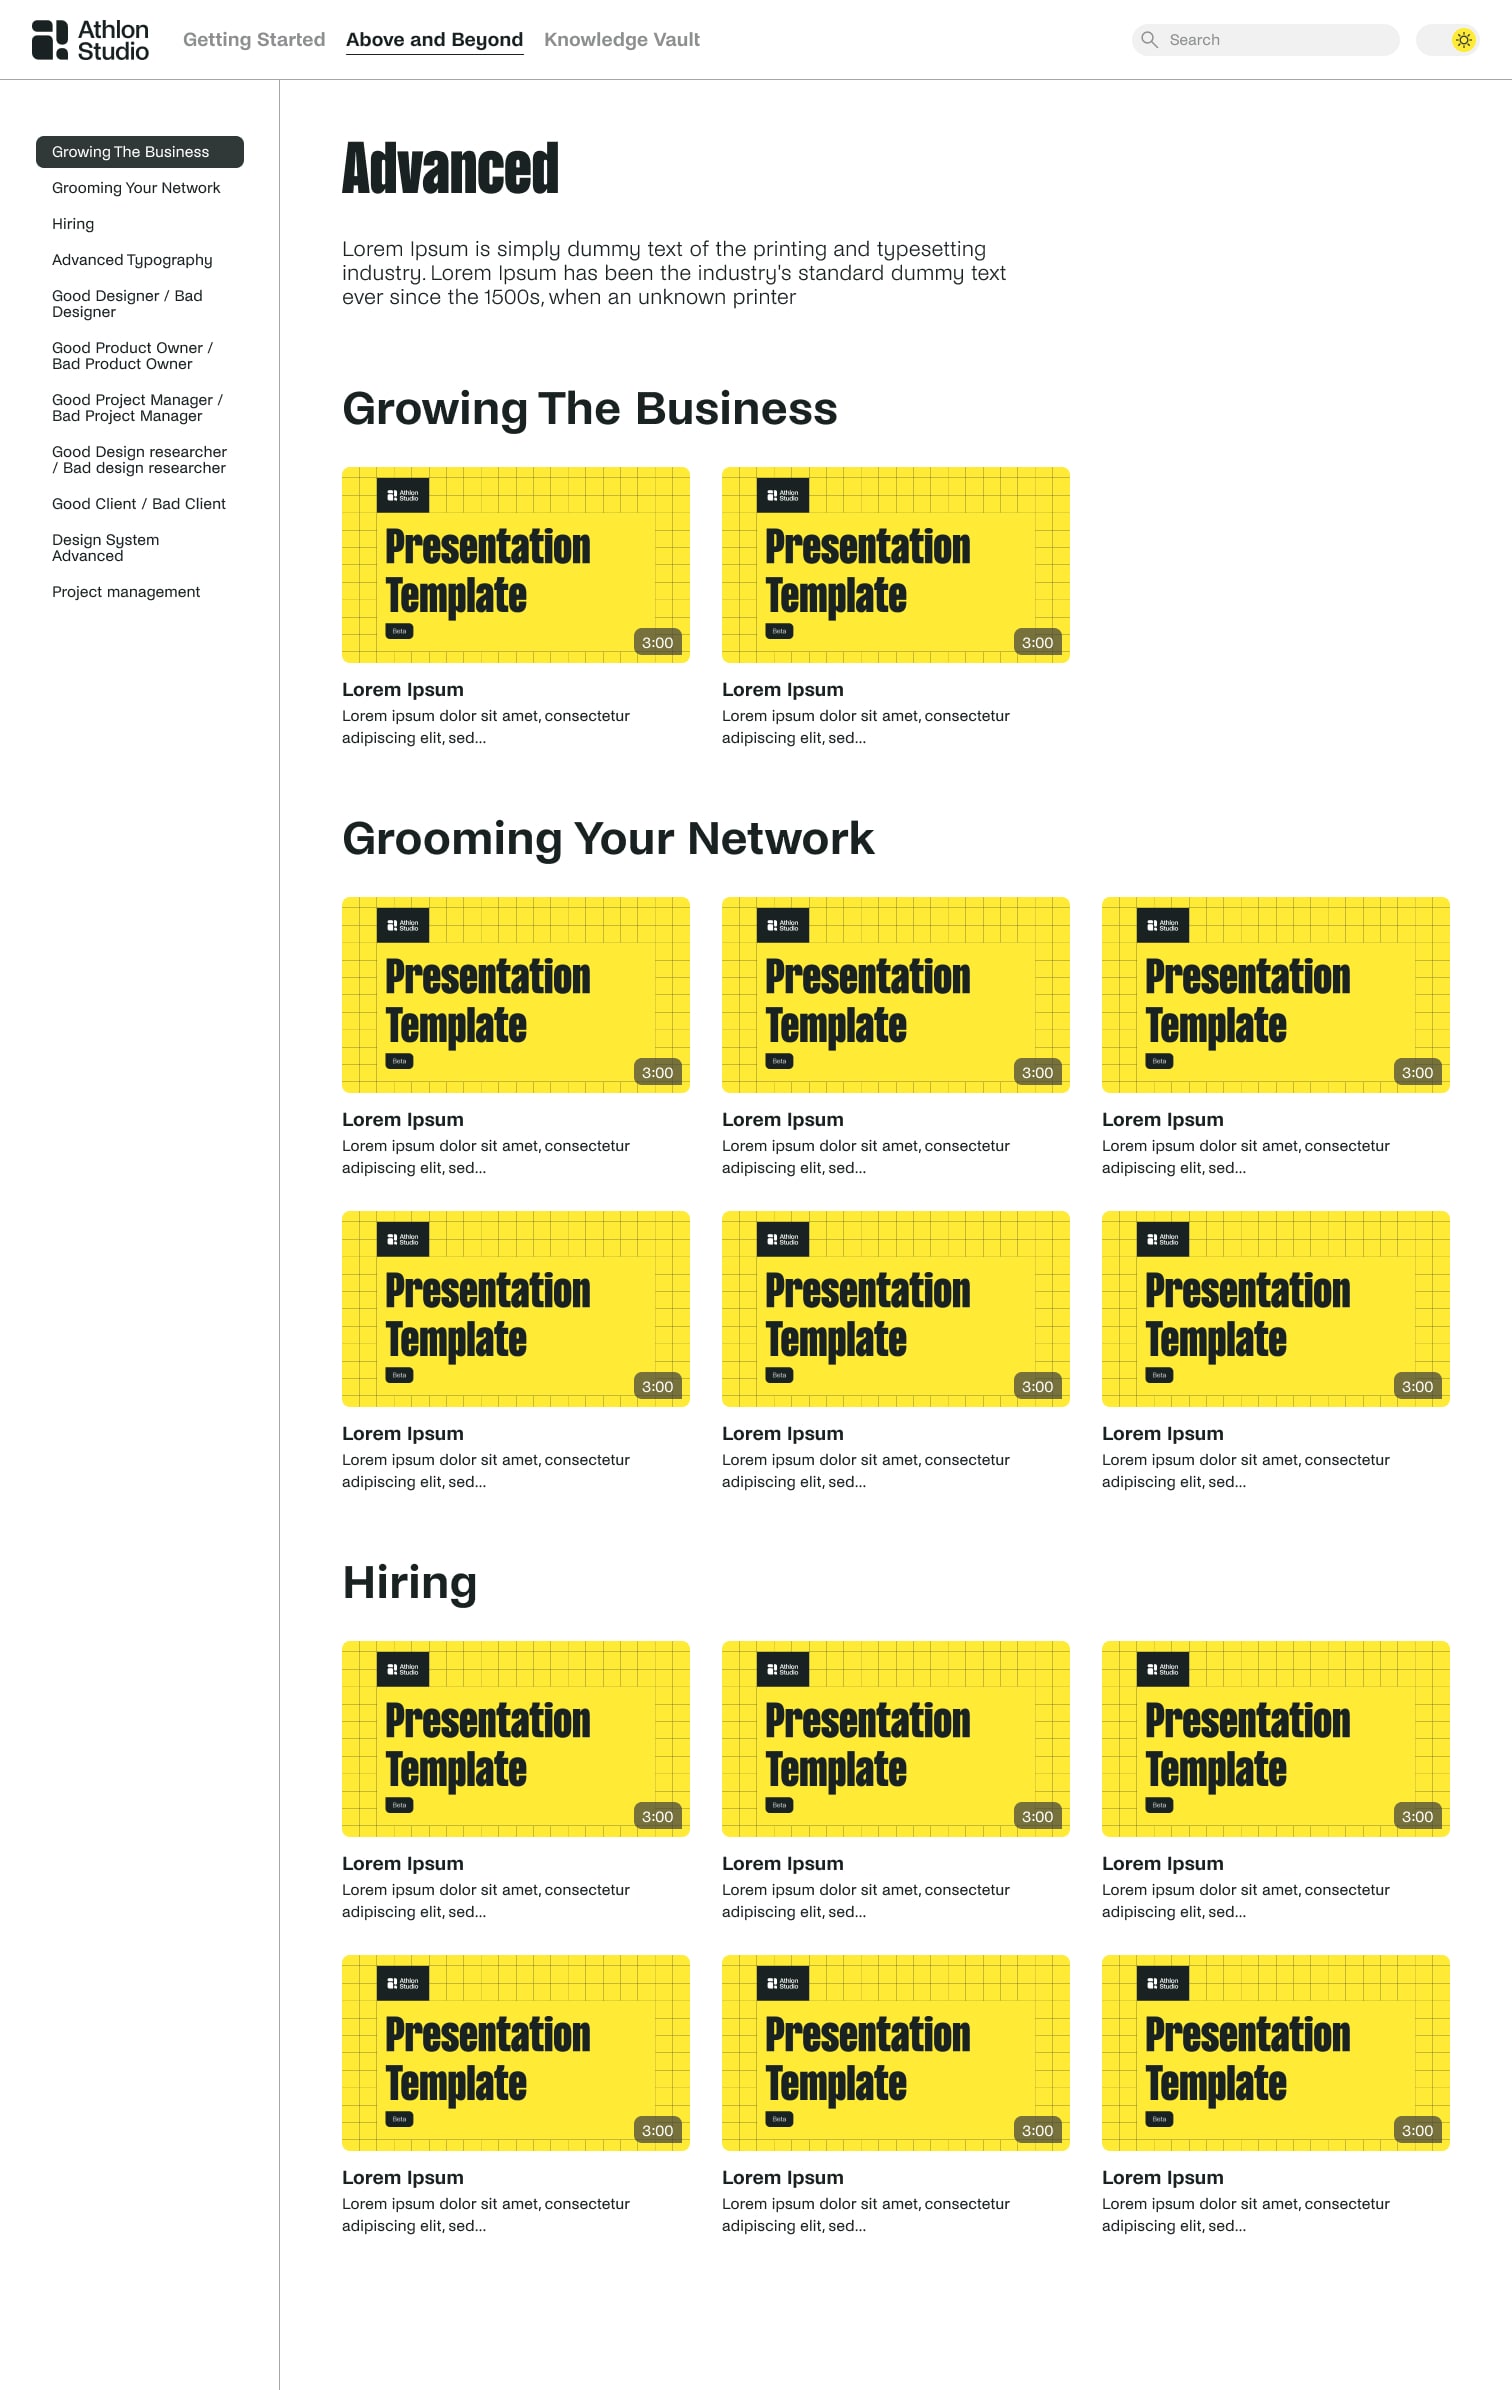 Athlon
Studio
Getting Started
Above and Beyond
Knowledge Vault
Search
Growing The Business
Grooming Your Network
Hiring
Advanced Typography
Good Designer / Bad
Designer
Good Product Owner /
Bad Product Owner
Good Project Manager /
Bad Project Manager
Good Design researcher
/ Bad design researcher
Good Client / Bad Client
Design System
Advanced
Project management
Advanced
Lorem Ipsum is simply dummy text of the printing and typesetting
industry. Lorem Ipsum has been the industry's standard dummy text
ever since the 1500s, when an unknown printer
Growing The Business
Athlon
Studio
Presentation
Template
Beta
3:00
Lorem Ipsum
Lorem ipsum dolor sit amet, consectetur
adipiscing elit, sed...
Athlon
Studio
Presentation
Template
Beta
3:00
Lorem Ipsum
Lorem ipsum dolor sit amet, consectetur
adipiscing elit, sed...
Grooming Your Network
Athlon
Studio
Presentation
Template
Beta
3:00
Lorem Ipsum
Lorem ipsum dolor sit amet, consectetur
adipiscing elit, sed...
Athlon
Studio
Presentation
Template
Beta
3:00
Lorem Ipsum
Lorem ipsum dolor sit amet, consectetur
adipiscing elit, sed...
Athlon
Studio
Presentation
Template
Beta
3:00
Lorem Ipsum
Lorem ipsum dolor sit amet, consectetur
adipiscing elit, sed...
Athlon
Studio
Presentation
Template
Beta
3:00
Lorem Ipsum
Lorem ipsum dolor sit amet, consectetur
adipiscing elit, sed...
Athlon
Studio
Presentation
Template
Beta
3:00
Lorem Ipsum
Lorem ipsum dolor sit amet, consectetur
adipiscing elit, sed...
Athlon
Studio
Presentation
Template
Beta
3:00
Lorem Ipsum
Lorem ipsum dolor sit amet, consectetur
adipiscing elit, sed...
Hiring
Athlon
Studio
Presentation
Template
Beta
3:00
Lorem Ipsum
Lorem ipsum dolor sit amet, consectetur
adipiscing elit, sed...
Athlon
Studio
Presentation
Template
Beta
3:00
Lorem Ipsum
Lorem ipsum dolor sit amet, consectetur
adipiscing elit, sed...
Athlon
Studio
Presentation
Template
Beta
3:00
Lorem Ipsum
Lorem ipsum dolor sit amet, consectetur
adipiscing elit, sed...
Athlon
Studio
Presentation
Template
Beta
3:00
Lorem Ipsum
Lorem ipsum dolor sit amet, consectetur
adipiscing elit, sed...
Athlon
Studio
Presentation
Template
Beta
3:00
Lorem Ipsum
Lorem ipsum dolor sit amet, consectetur
adipiscing elit, sed...
Athlon
Studio
Presentation
Template
Beta
3:00
Lorem Ipsum
Lorem ipsum dolor sit amet, consectetur
adipiscing elit, sed...